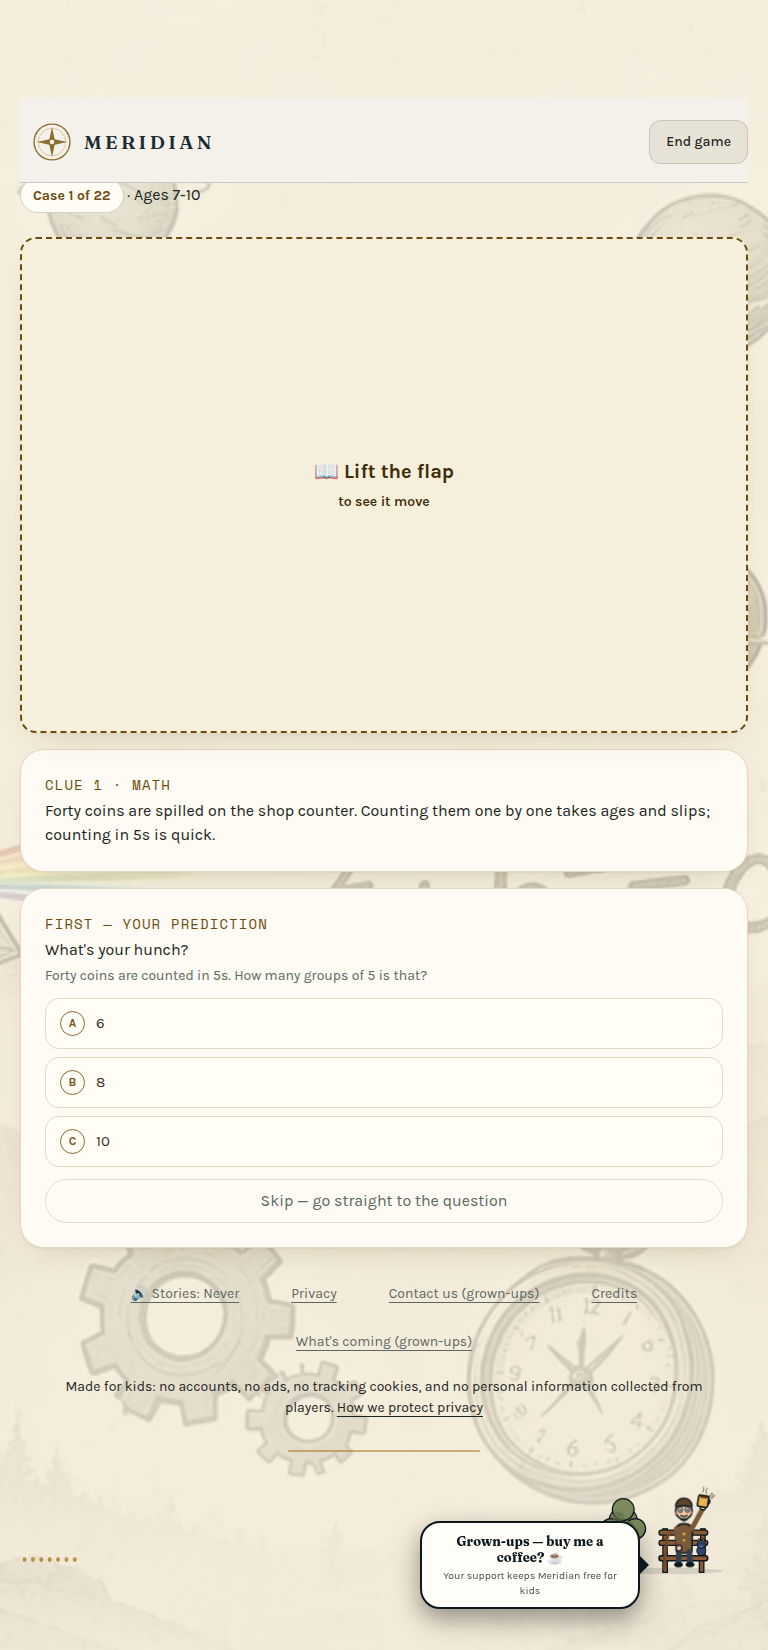 MERIDIAN
End game
Case 1 of 22 · Ages 7-10
📖 Lift the flap
to see it move
CLUE 1 · MATH
Forty coins are spilled on the shop counter. Counting them one by one takes ages and slips;
counting in 5s is quick.
FIRST — YOUR PREDICTION
What's your hunch?
Forty coins are counted in 5s. How many groups of 5 is that?
A 6
B 8
C 10
Skip — go straight to the question
🔊 Stories: Never
Privacy
Contact us (grown-ups)
Credits
What's coming (grown-ups)
Made for kids: no accounts, no ads, no tracking cookies, and no personal information collected from
players. How we protect privacy
Grown-ups — buy me a
coffee? ☕
Your support keeps Meridian free for
kids